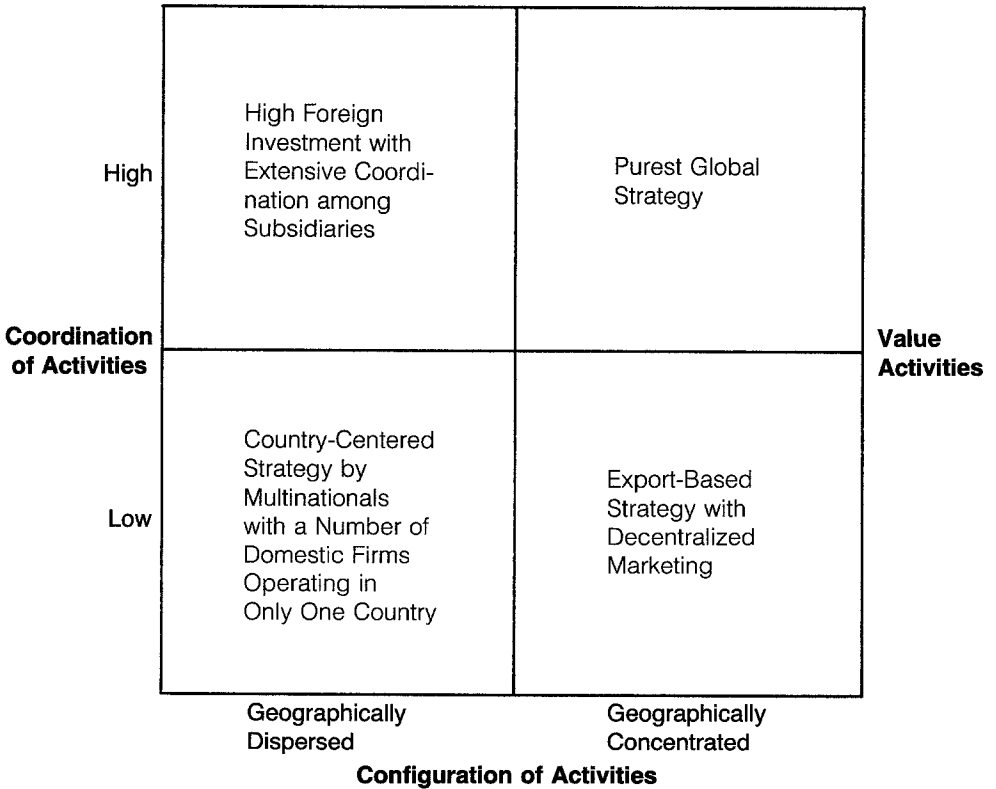 High Foreign
Investment with
Extensive Coordi-
nation among
Subsidiaries
Purest Global
Strategy
High
Coordination
of Activities
Value
Activities
Country-Centered
Strategy by
Multinationals
with a Number of
Domestic Firms
Operating in
Only One Country
Export-Based
Strategy with
Decentralized
Marketing
Low
Geographically
Dispersed
Geographically
Concentrated
Configuration of Activities